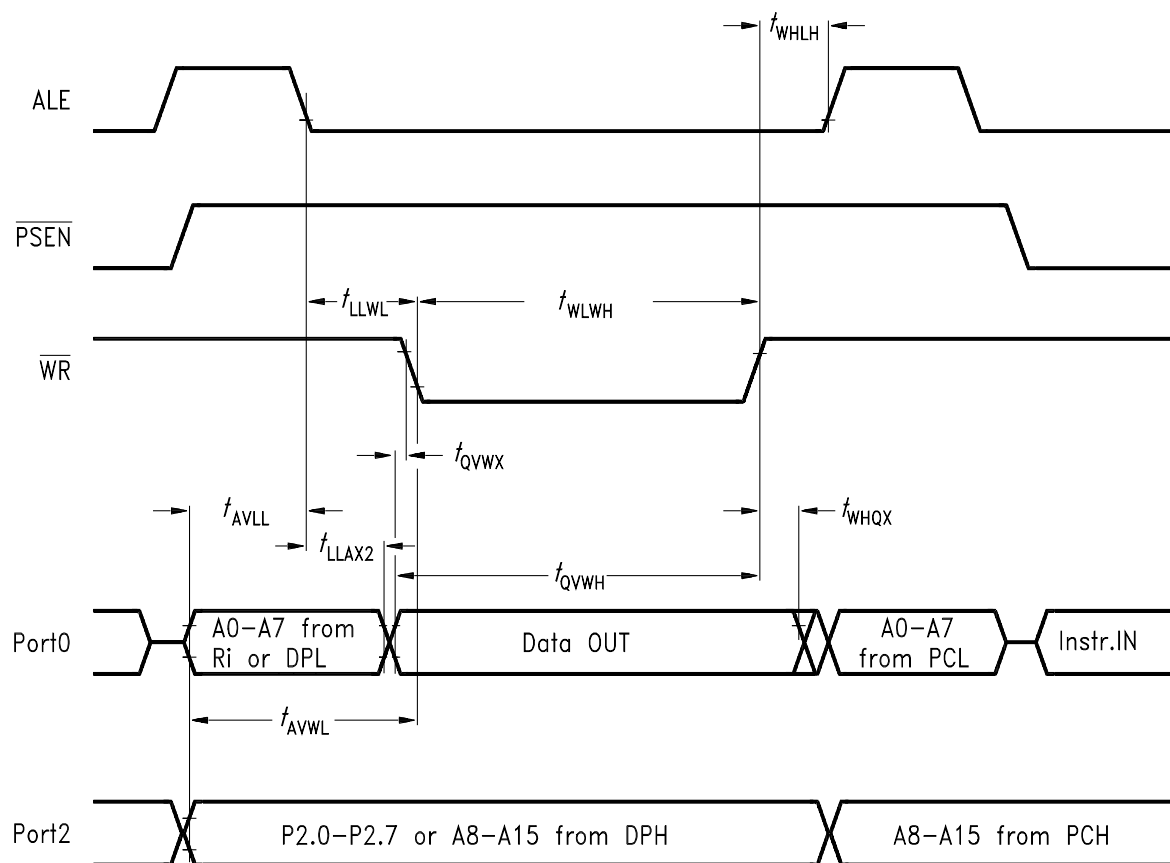 tWHLH
ALE
PSEN
tLLWL
tWLWH
WR
tQVWX
tAVLL
tWHQX
tLLAX2
tQVWH
Port0
A0-A7 from
Ri or DPL
Data OUT
A0-A7
from PCL
Instr.IN
tAVWL
Port2
P2.0-P2.7 or A8-A15 from DPH
A8-A15 from PCH